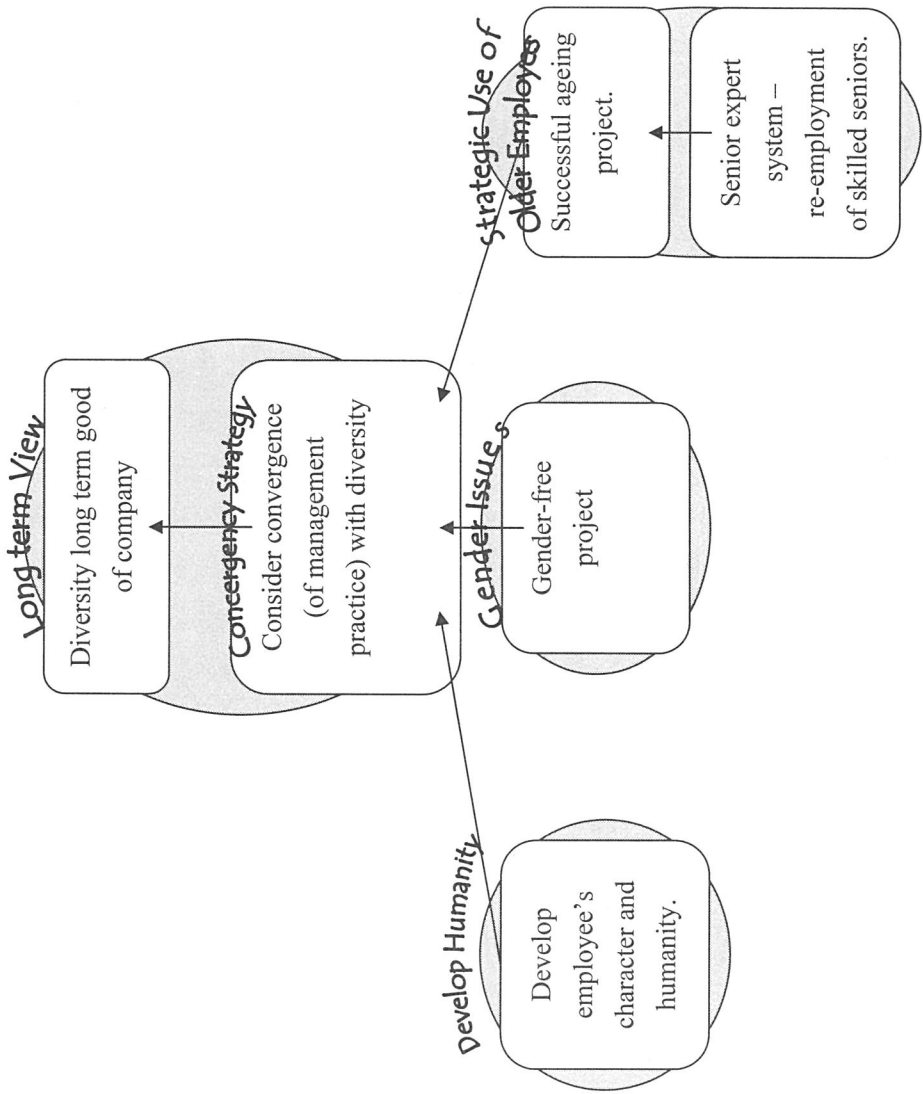 Long term View
Diversity long term good
of company
Concergency Strategy
Consider convergence
(of management
practice) with diversity
Develop Humanity
Develop
employee's
character and
humanity.
Gender Issues
Gender-free
project
Strategic Use of
Older Employes
Successful ageing
project.
Senior expert
system –
re-employment
of skilled seniors.